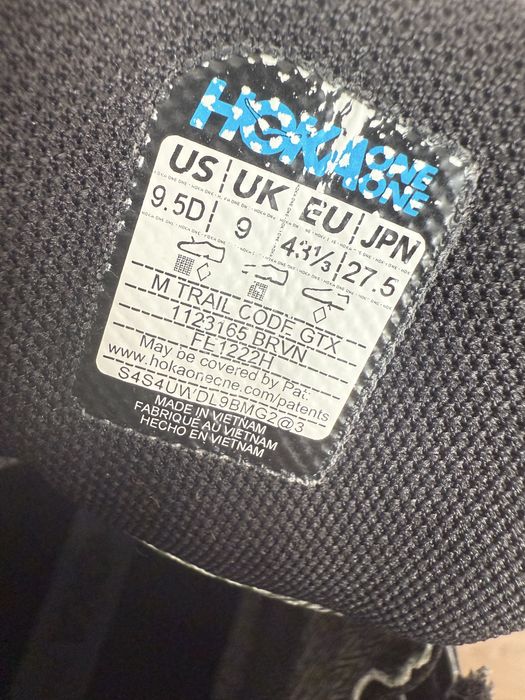 HOKA ONE ONE
US UK EU JPN
9.5D 9 43⅓ 27.5
M TRAIL CODE GTX
1123165 BRVN
FE1222H
May be covered by Pat:
www.hokaonecne.com/patents
S4S4UWDL9BMG2@3
MADE IN VIETNAM
FABRIQUÉ AU VIETNAM
HECHO EN VIETNAM